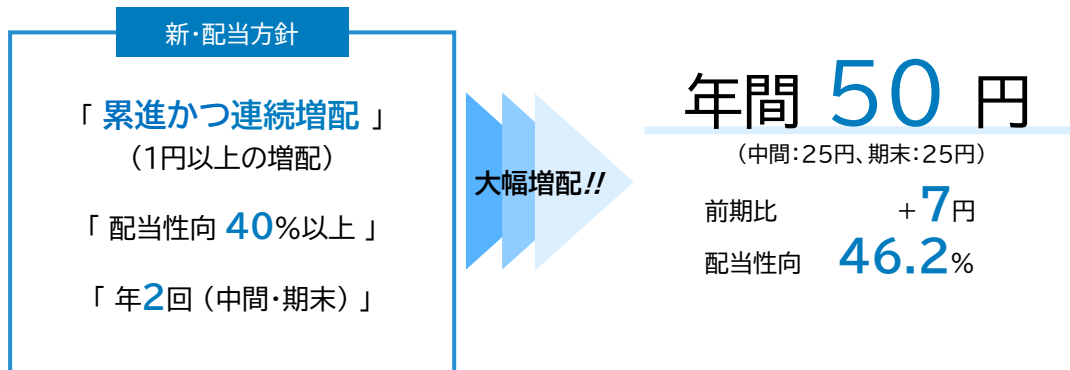 新・配当方針
「 累進かつ連続増配 」
(1円以上の増配)
「 配当性向 40%以上 」
「 年2回 (中間・期末) 」
大幅増配!!
年間 50 円
(中間:25円、期末:25円)
前期比 +7円
配当性向 46.2%